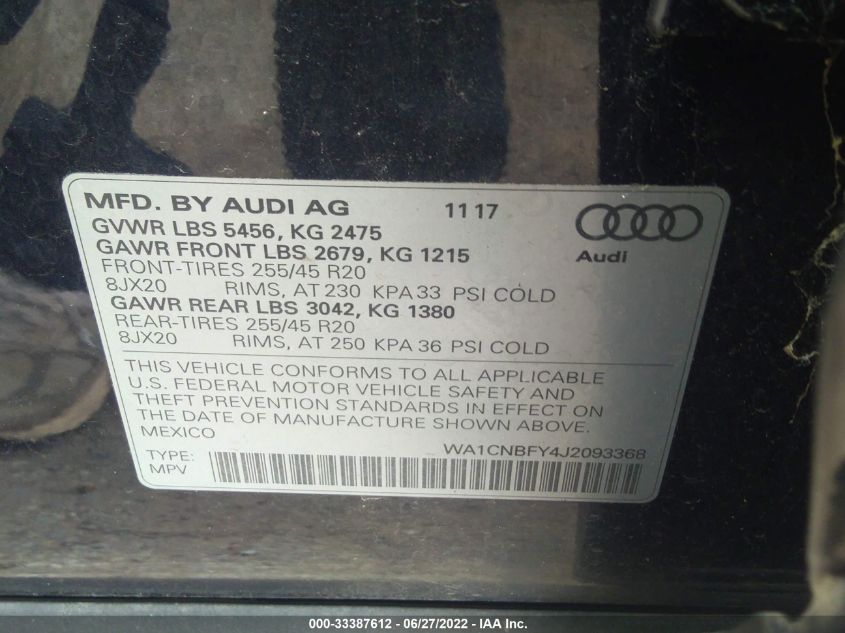 MFD. BY AUDI AG 11 17
GVWR LBS 5456, KG 2475
GAWR FRONT LBS 2679, KG 1215
Audi
FRONT-TIRES 255/45 R20
8JX20 RIMS, AT 230 KPA 33 PSI COLD
GAWR REAR LBS 3042, KG 1380
REAR-TIRES 255/45 R20
8JX20 RIMS, AT 250 KPA 36 PSI COLD
THIS VEHICLE CONFORMS TO ALL APPLICABLE
U.S. FEDERAL MOTOR VEHICLE SAFETY AND
THEFT PREVENTION STANDARDS IN EFFECT ON
THE DATE OF MANUFACTURE SHOWN ABOVE.
MEXICO
WA1CNBFY4J2093368
TYPE:
MPV
000-33387612 - 06/27/2022 - IAA Inc.